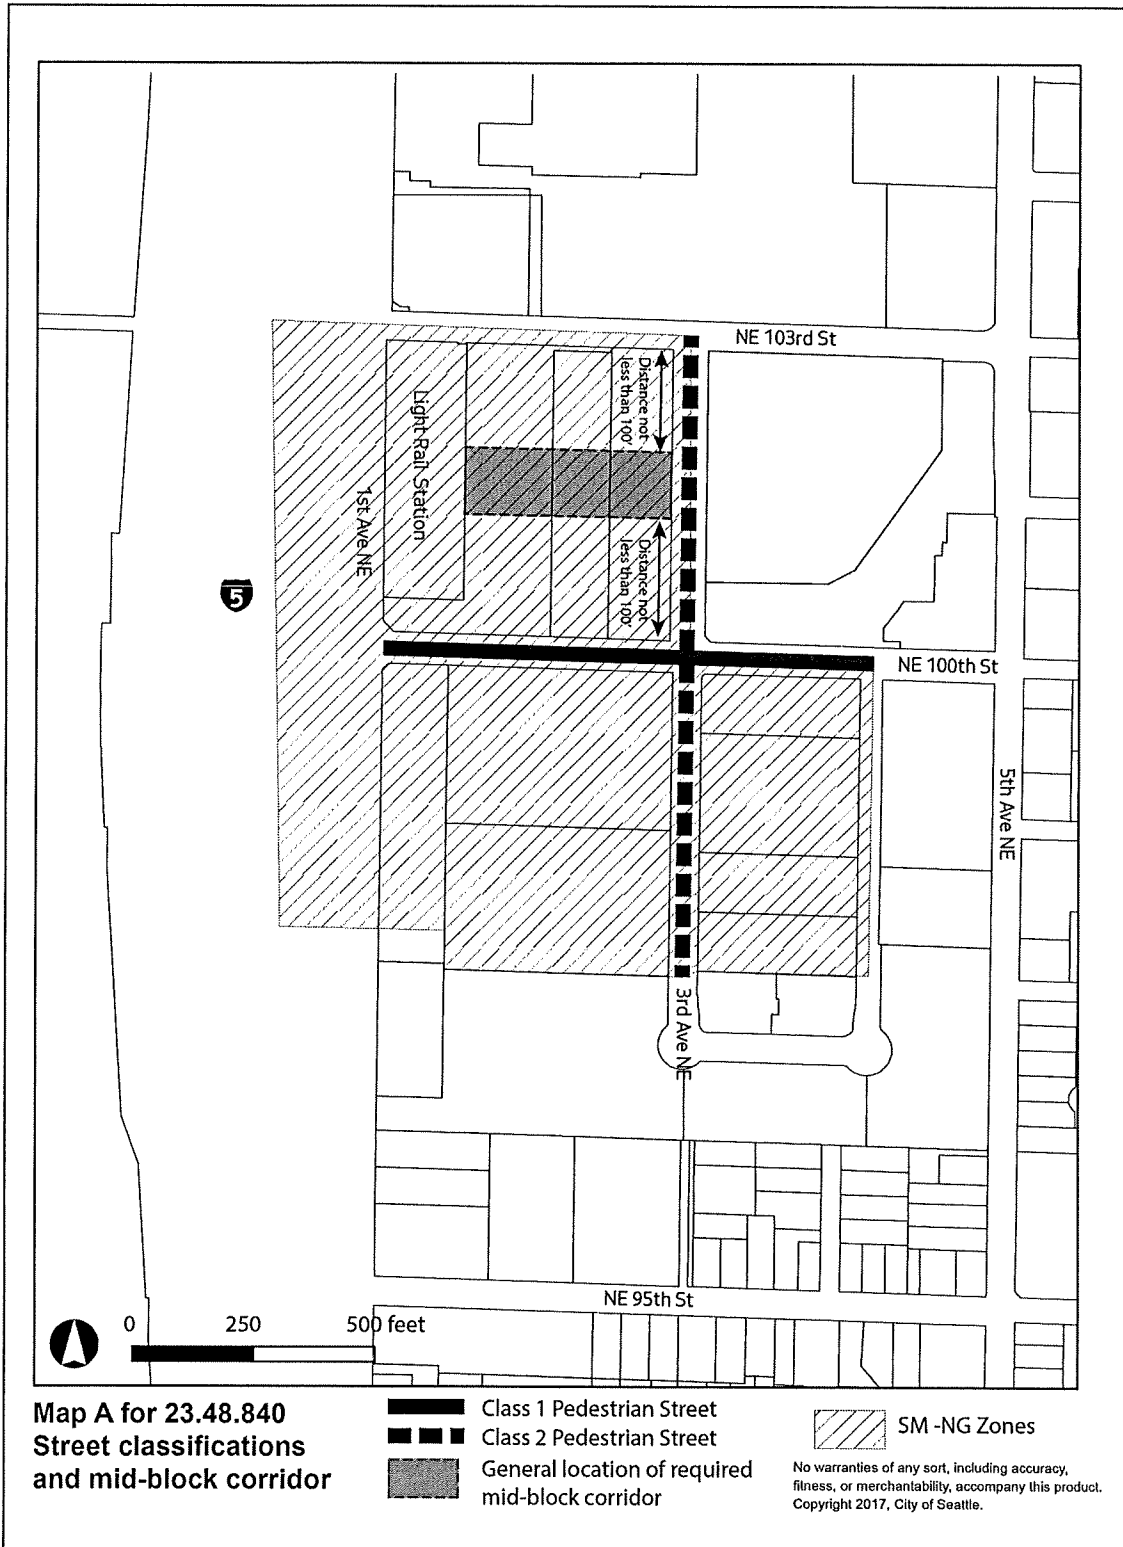 NE 103rd St
Distance not
less than 100'
Light Rail Station
1st Ave NE
Distance not
less than 100'
5
NE 100th St
5th Ave NE
3rd Ave NE
NE 95th St
0 250 500 feet
Map A for 23.48.840
Street classifications
and mid-block corridor
Class 1 Pedestrian Street
Class 2 Pedestrian Street
General location of required
mid-block corridor
SM -NG Zones
No warranties of any sort, including accuracy,
fitness, or merchantability, accompany this product.
Copyright 2017, City of Seattle.